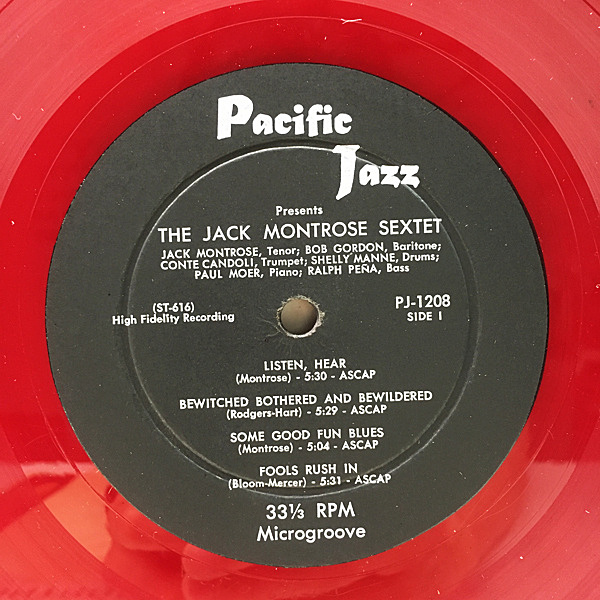 Pacific
Jazz
Presents
THE JACK MONTROSE SEXTET
JACK MONTROSE, Tenor; BOB GORDON, Baritone;
CONTE CANDOLI, Trumpet; SHELLY MANNE, Drums;
PAUL MOER, Piano; RALPH PEÑA, Bass
(ST-616)
High Fidelity Recording
PJ-1208
SIDE I
LISTEN, HEAR
(Montrose) - 5:30 - ASCAP
BEWITCHED BOTHERED AND BEWILDERED
(Rodgers-Hart) - 5:29 - ASCAP
SOME GOOD FUN BLUES
(Montrose) - 5:04 - ASCAP
FOOLS RUSH IN
(Bloom-Mercer) - 5:31 - ASCAP
33⅓ RPM
Microgroove